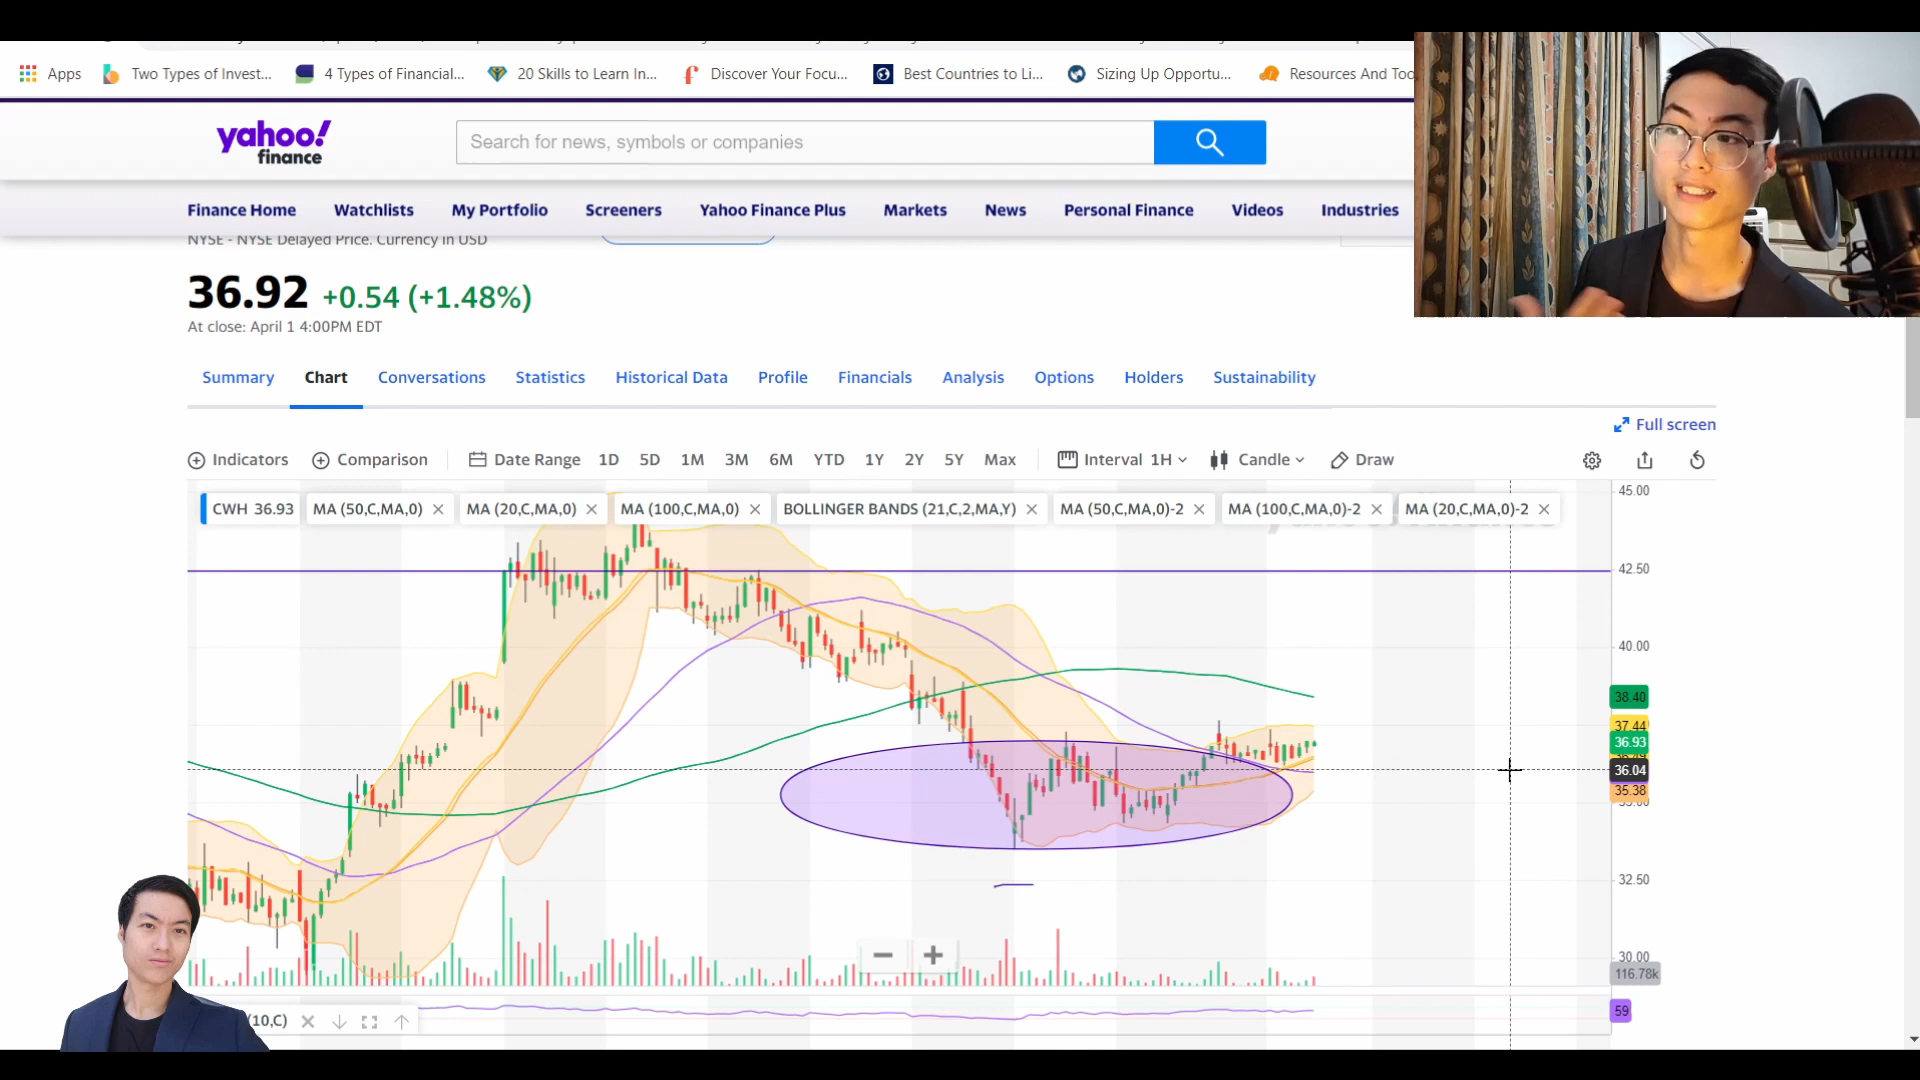 Apps Two Types of Invest... 4 Types of Financial... 20 Skills to Learn In... Discover Your Focu... Best Countries to Li... Sizing Up Opportu... Resources And Too
yahoo!
finance
Search for news, symbols or companies
Finance Home Watchlists My Portfolio Screeners Yahoo Finance Plus Markets News Personal Finance Videos Industries
NYSE - NYSE Delayed Price. Currency in USD
36.92 +0.54 (+1.48%)
At close: April 1 4:00PM EDT
Summary Chart Conversations Statistics Historical Data Profile Financials Analysis Options Holders Sustainability
Full screen
Indicators Comparison Date Range 1D 5D 1M 3M 6M YTD 1Y 2Y 5Y Max Interval 1H Candle Draw
CWH 36.93 MA (50,C,MA,0) MA (20,C,MA,0) MA (100,C,MA,0) BOLLINGER BANDS (21,C,2,MA,Y) MA (50,C,MA,0)-2 MA (100,C,MA,0)-2 MA (20,C,MA,0)-2
45.00
42.50
40.00
38.40
37.44
36.93
36.04
35.38
32.50
30.00
116.78k
(10,C)
59